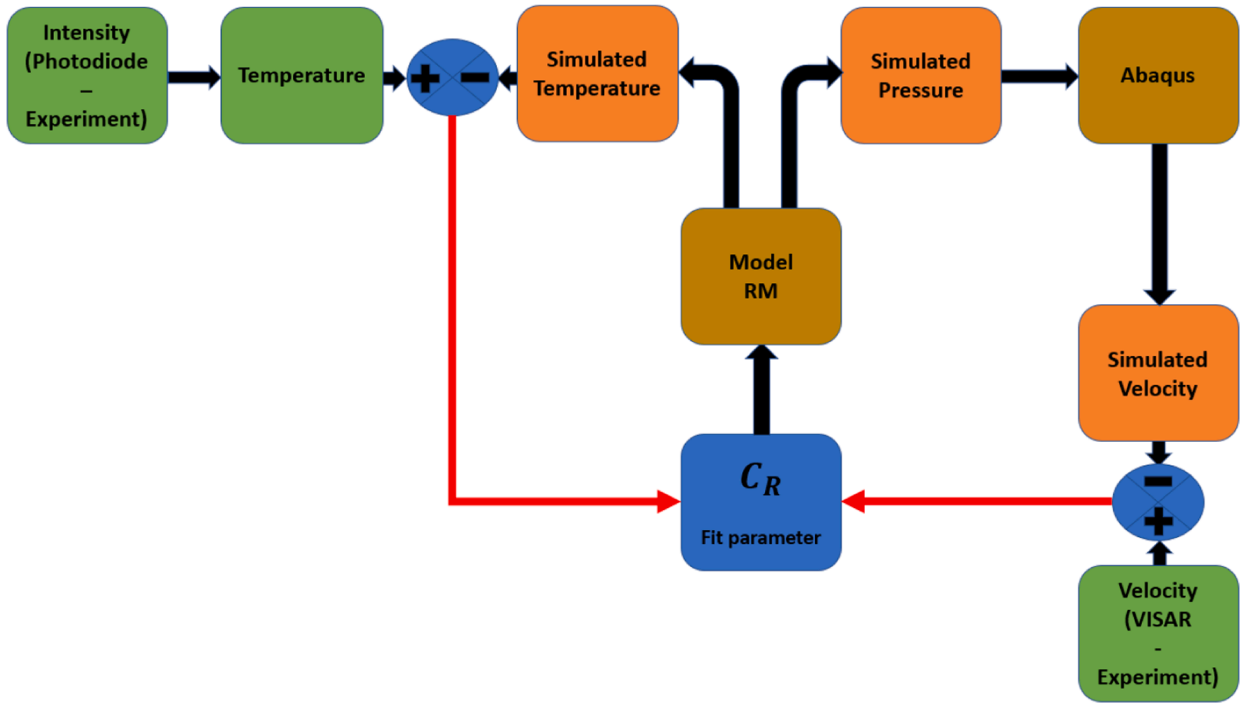 Intensity
(Photodiode
–
Experiment)
Temperature
+
–
Simulated
Temperature
Simulated
Pressure
Abaqus
Model
RM
Simulated
Velocity
C_R
Fit parameter
–
+
Velocity
(VISAR
-
Experiment)